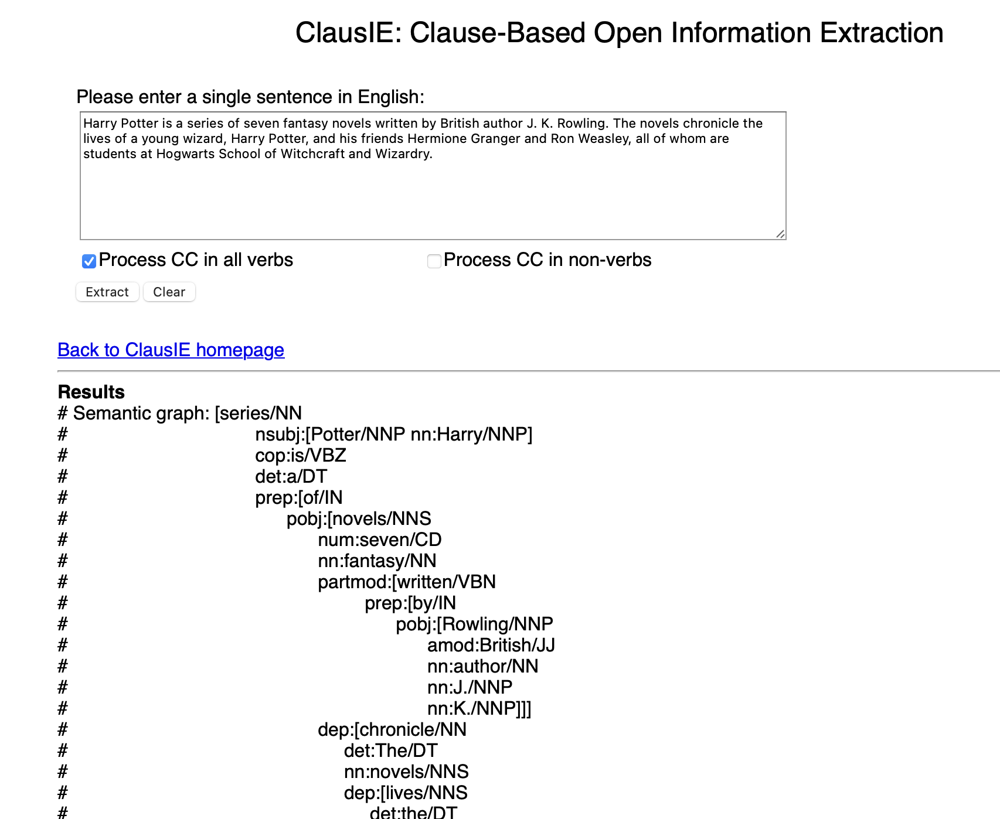 ClausIE: Clause-Based Open Information Extraction
Please enter a single sentence in English:
Harry Potter is a series of seven fantasy novels written by British author J. K. Rowling. The novels chronicle the
lives of a young wizard, Harry Potter, and his friends Hermione Granger and Ron Weasley, all of whom are
students at Hogwarts School of Witchcraft and Wizardry.
Process CC in all verbs Process CC in non-verbs
Extract Clear
Back to ClausIE homepage
Results
# Semantic graph: [series/NN
# nsubj:[Potter/NNP nn:Harry/NNP]
# cop:is/VBZ
# det:a/DT
# prep:[of/IN
# pobj:[novels/NNS
# num:seven/CD
# nn:fantasy/NN
# partmod:[written/VBN
# prep:[by/IN
# pobj:[Rowling/NNP
# amod:British/JJ
# nn:author/NN
# nn:J./NNP
# nn:K./NNP]]]
# dep:[chronicle/NN
# det:The/DT
# nn:novels/NNS
# dep:[lives/NNS
# det:the/DT